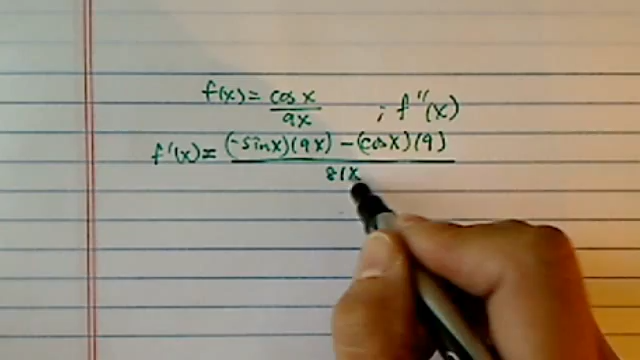 f(x) = cos x / 9x ; f''(x)
f'(x) = (-sinx)(9x) - (cosx)(9) / 81x